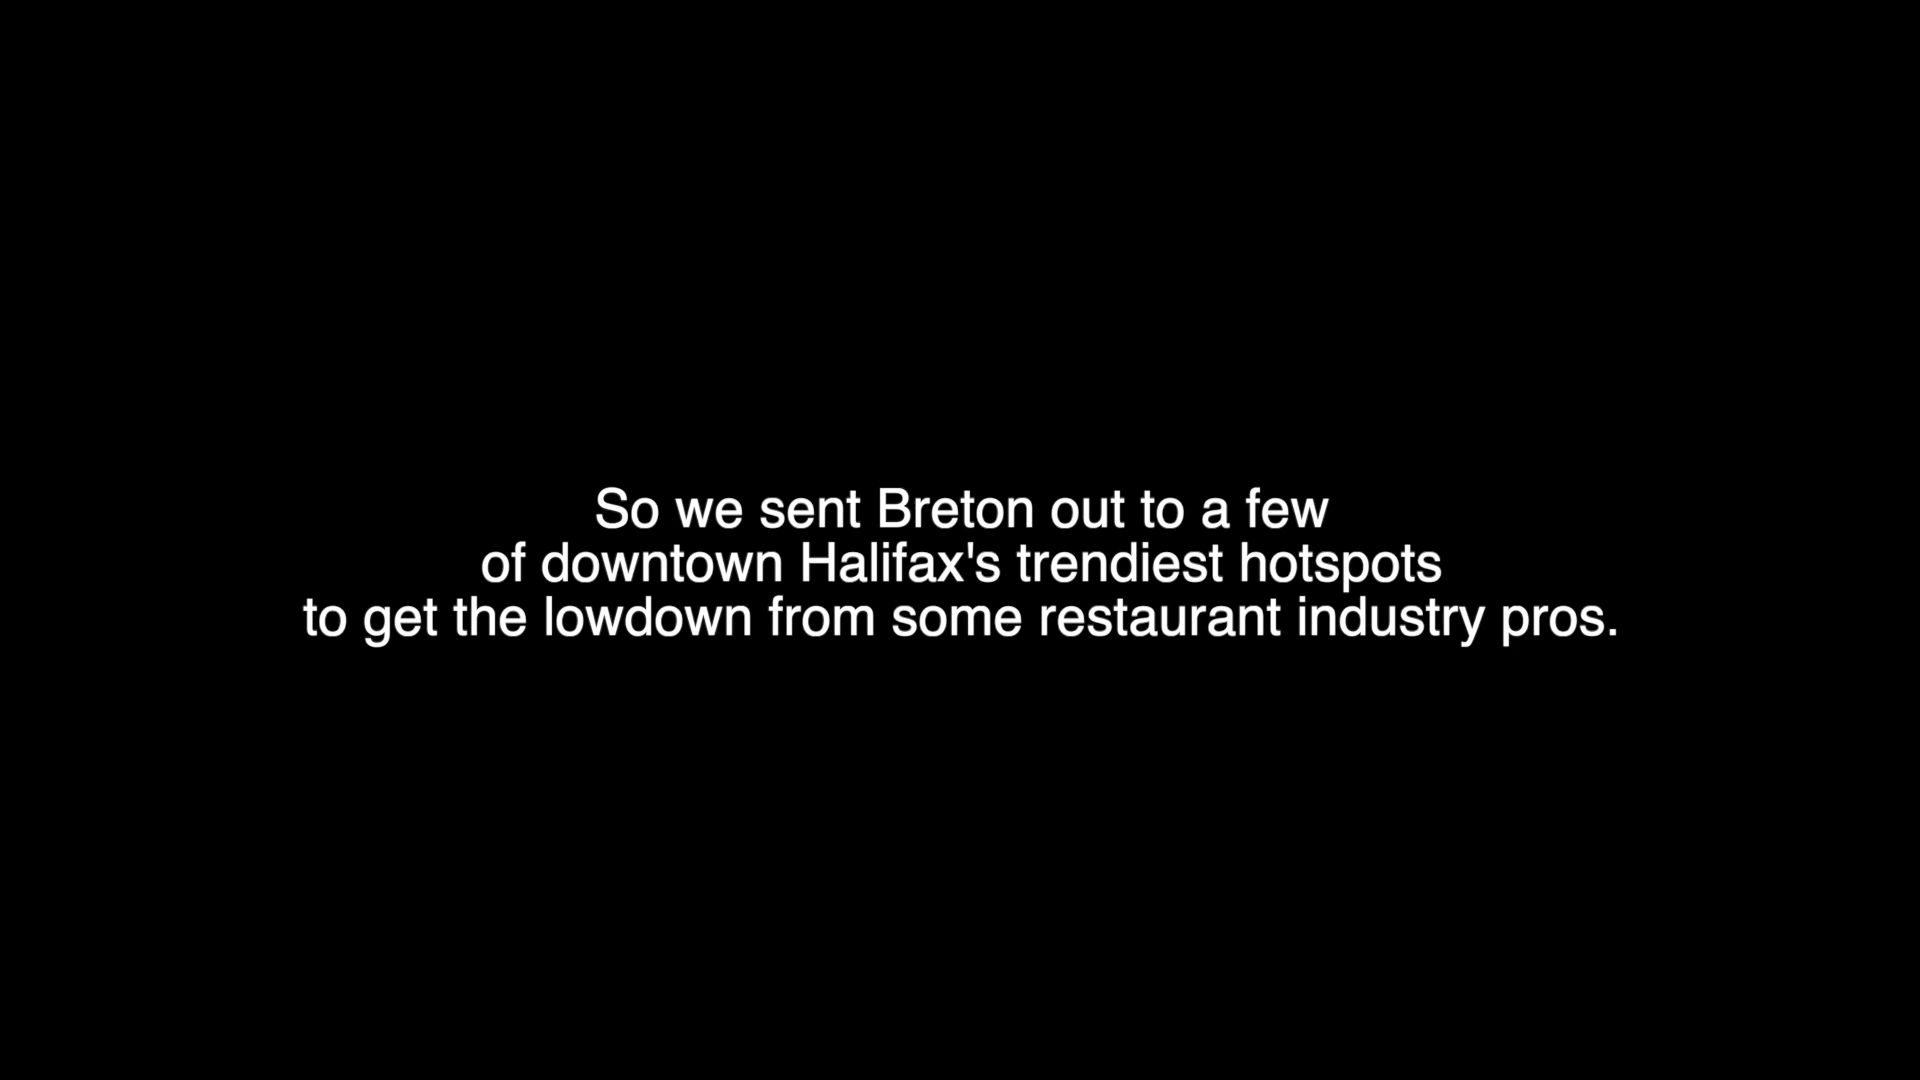 So we sent Breton out to a few
of downtown Halifax's trendiest hotspots
to get the lowdown from some restaurant industry pros.